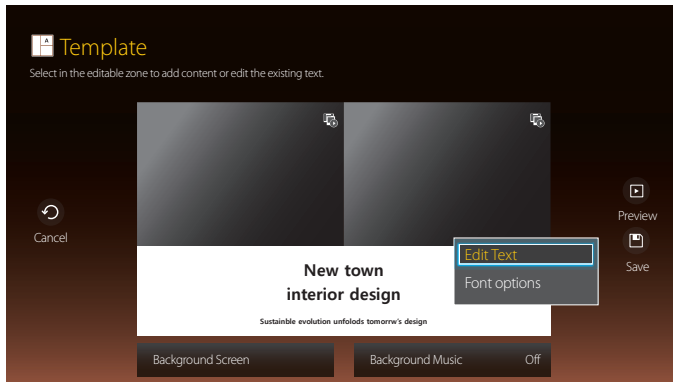 A
Template
Select in the editable zone to add content or edit the existing text.
Cancel
Preview
Save
Edit Text
Font options
New town
interior design
Sustainble evolution unfolods tomorrw's design
Background Screen
Background Music Off